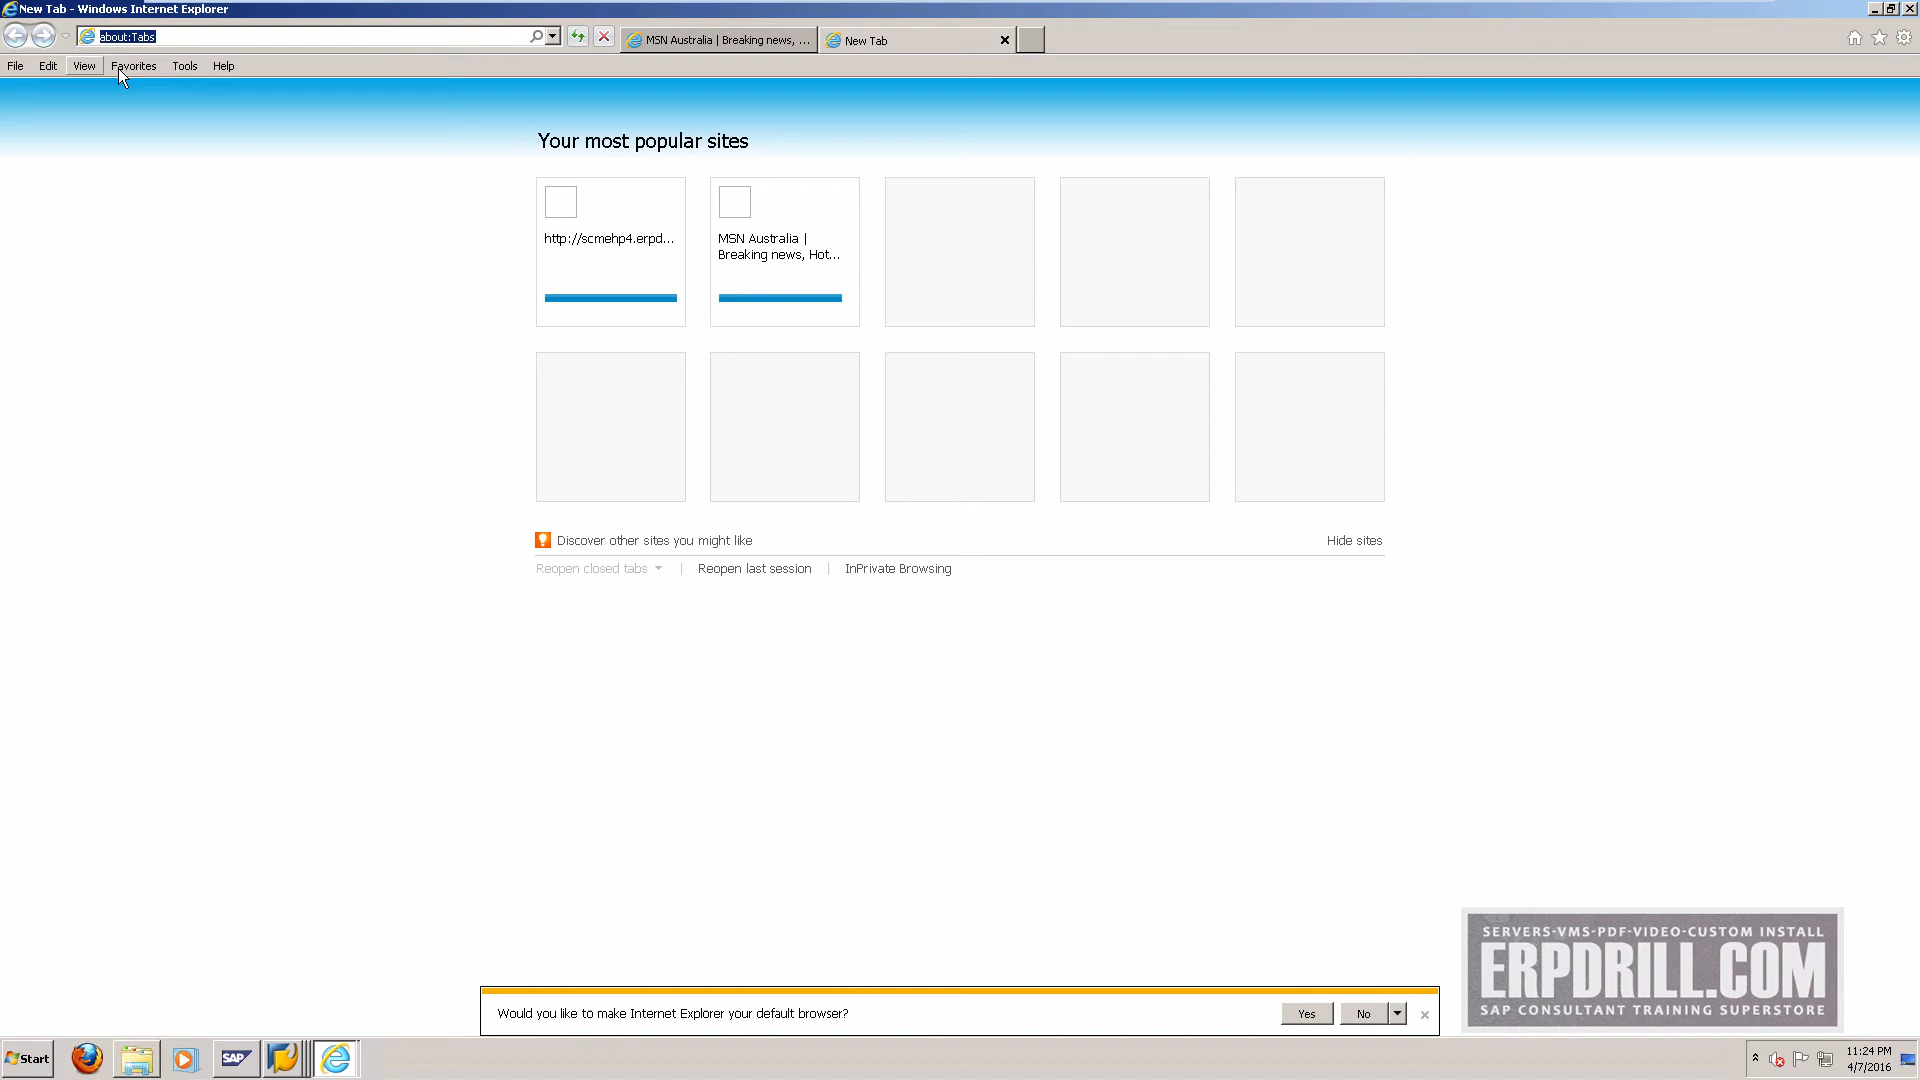 New Tab - Windows Internet Explorer
about:Tabs
MSN Australia | Breaking news, ...
New Tab
File Edit View Favorites Tools Help
Your most popular sites
http://scmehp4.erpd...
MSN Australia |
Breaking news, Hot...
Discover other sites you might like
Hide sites
Reopen closed tabs | Reopen last session | InPrivate Browsing
SERVERS-VMS-PDF-VIDEO-CUSTOM INSTALL
ERPDRILL.COM
SAP CONSULTANT TRAINING SUPERSTORE
Would you like to make Internet Explorer your default browser?
Yes
No
Start
SAP
11:24 PM
4/7/2016